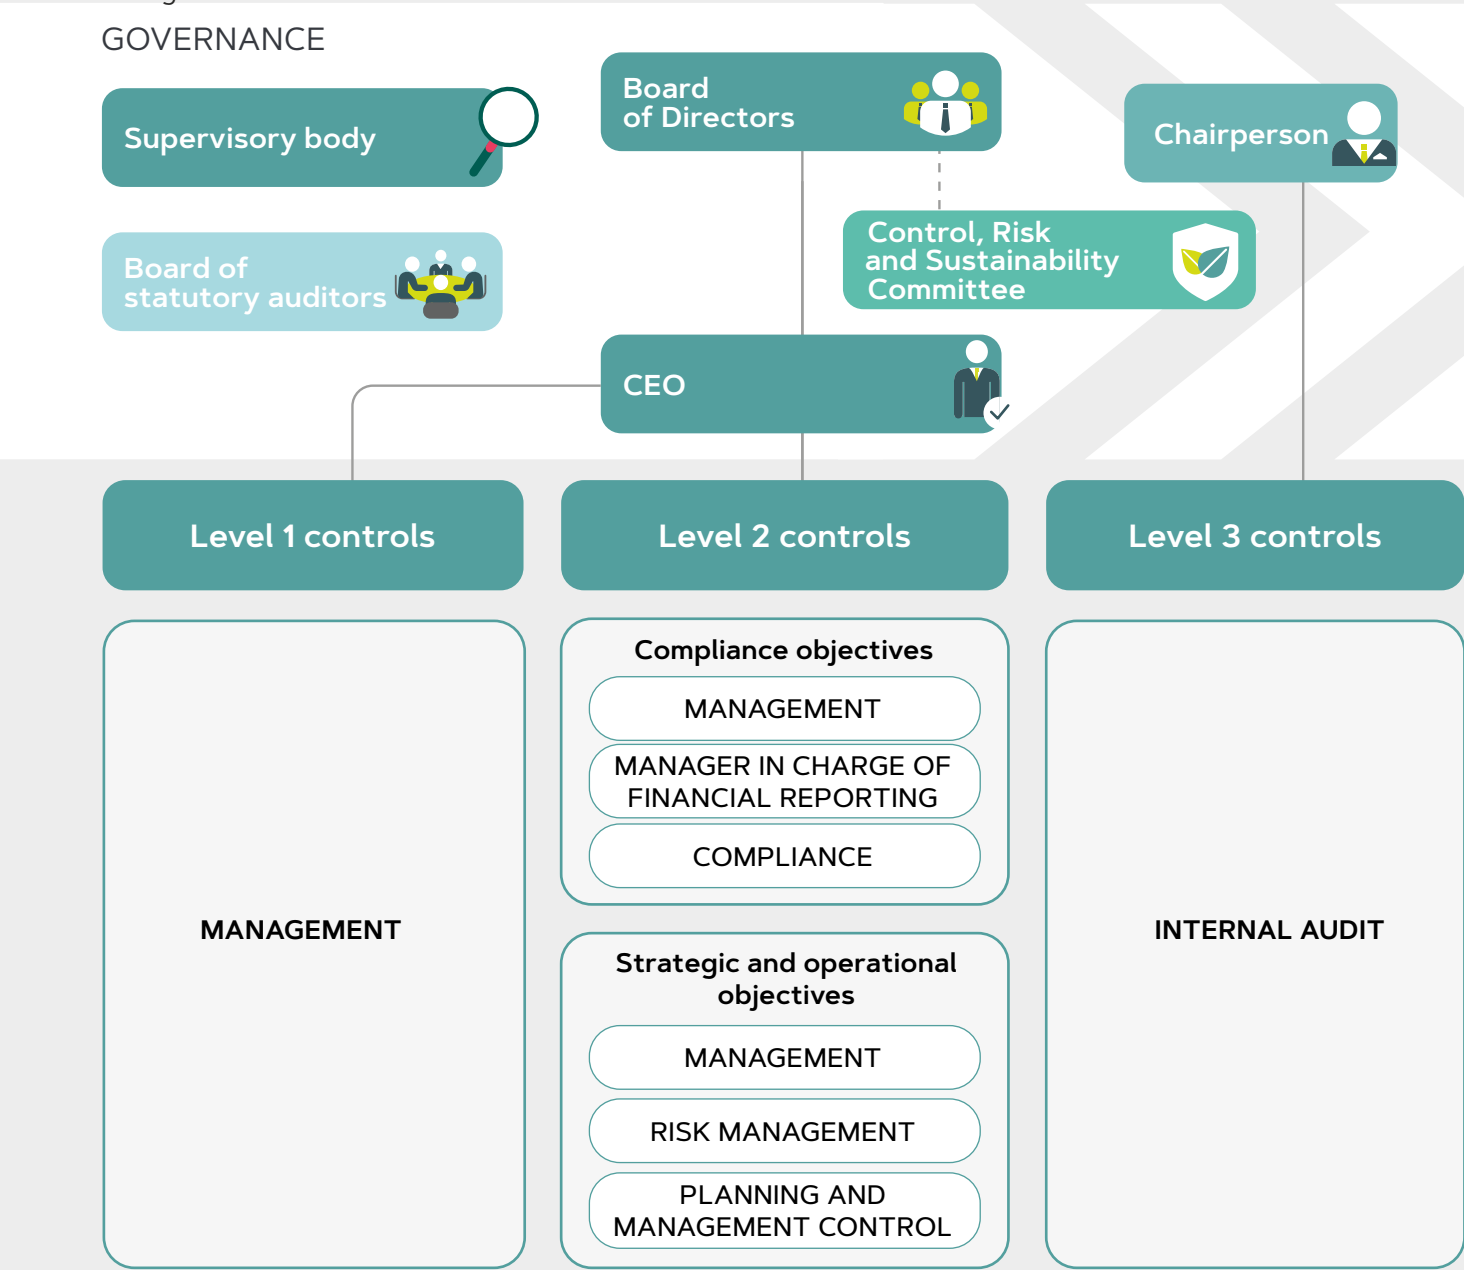 GOVERNANCE
Supervisory body
Board
of Directors
Chairperson
Board of
statutory auditors
Control, Risk
and Sustainability
Committee
CEO
Level 1 controls
Level 2 controls
Level 3 controls
MANAGEMENT
Compliance objectives
MANAGEMENT
MANAGER IN CHARGE OF
FINANCIAL REPORTING
COMPLIANCE
Strategic and operational
objectives
MANAGEMENT
RISK MANAGEMENT
PLANNING AND
MANAGEMENT CONTROL
INTERNAL AUDIT